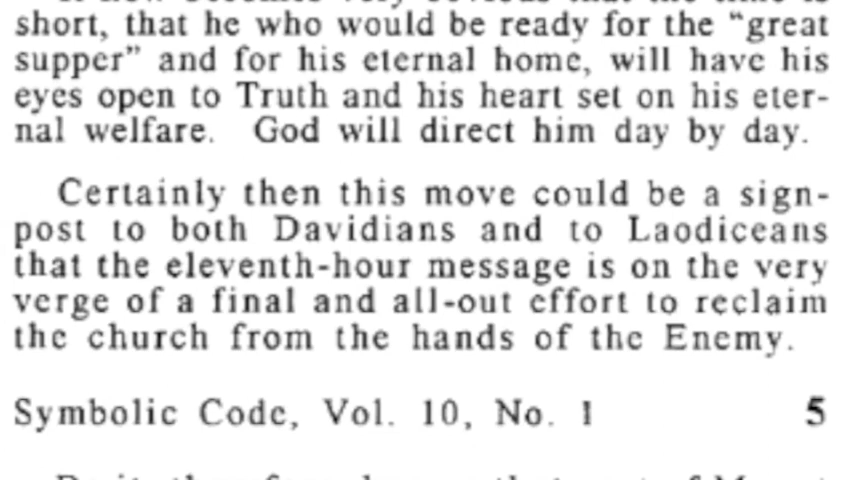 short, that he who would be ready for the “great
supper” and for his eternal home, will have his
eyes open to Truth and his heart set on his eter-
nal welfare. God will direct him day by day.
Certainly then this move could be a sign-
post to both Davidians and to Laodiceans
that the eleventh-hour message is on the very
verge of a final and all-out effort to reclaim
the church from the hands of the Enemy.
Symbolic Code, Vol. 10, No. 1 5